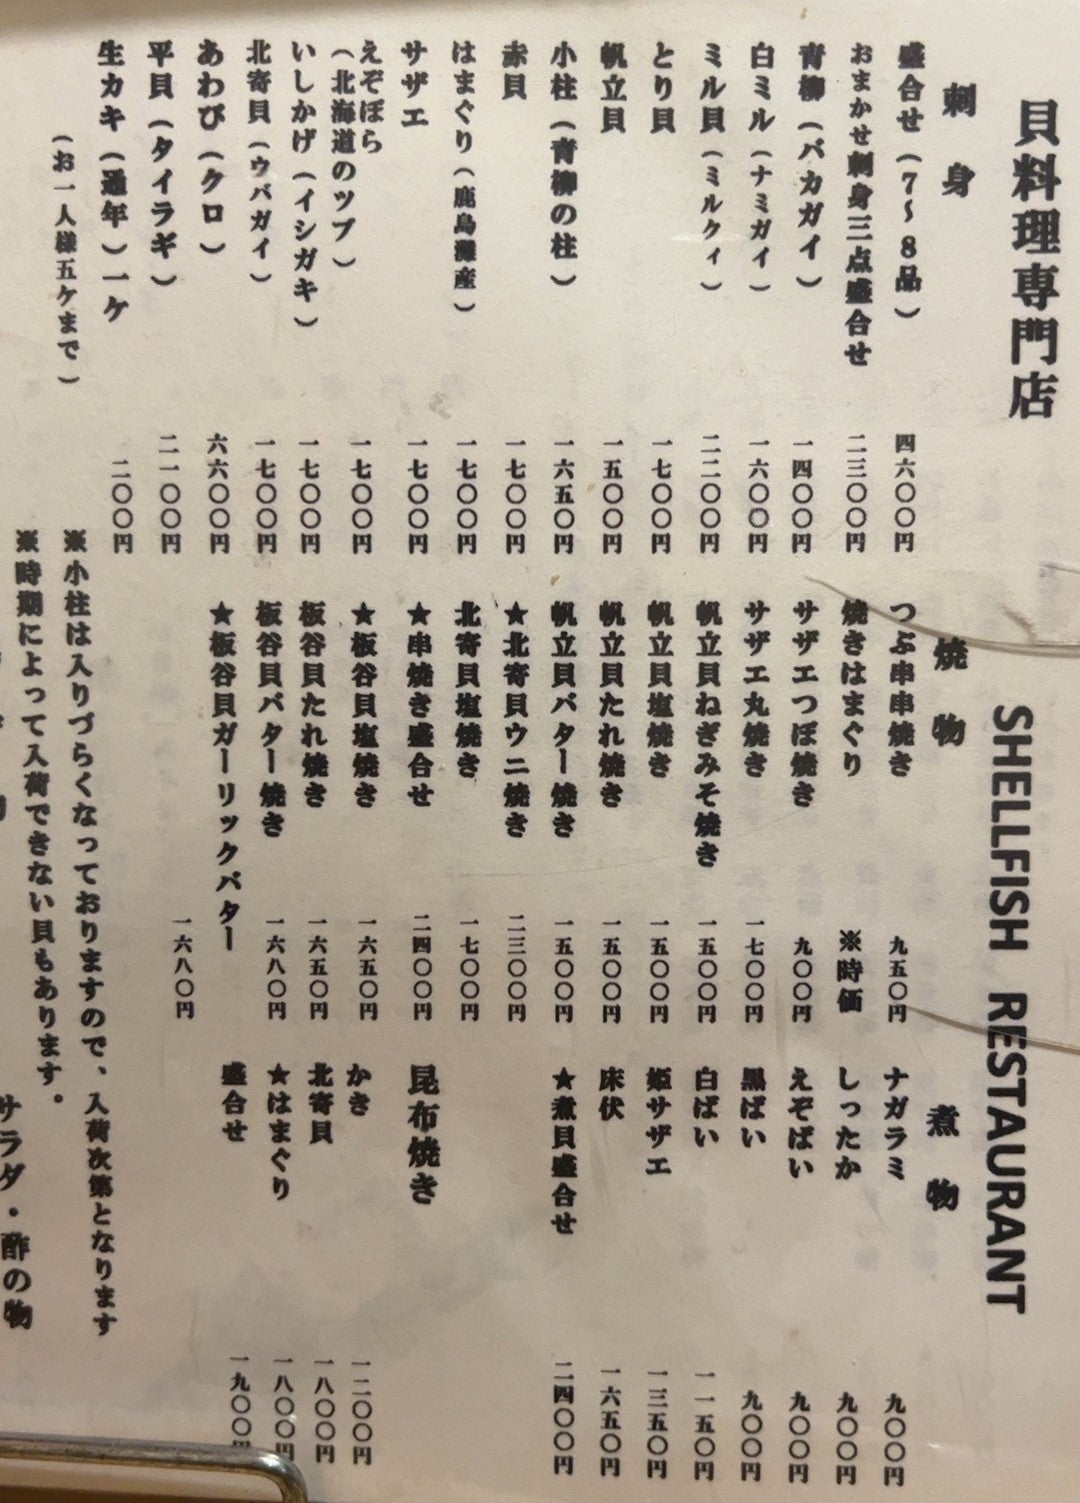 貝料理専門店
SHELLFISH RESTAURANT
刺身
盛合せ（７～８品） 四六〇〇円
おまかせ刺身三点盛合せ 二三〇〇円
青柳（バカガイ） 一四〇〇円
白ミル（ナミガイ） 一六〇〇円
ミル貝（ミルクィ） 二二〇〇円
とり貝 一七〇〇円
帆立貝 一五〇〇円
小柱（青柳の柱） 一六五〇円
赤貝 一七〇〇円
はまぐり（鹿島灘産） 一七〇〇円
サザエ 一七〇〇円
えぞぼら
（北海道のツブ） 一七〇〇円
いしかげ（イシガキ） 一七〇〇円
北寄貝（ウバガイ） 一七〇〇円
あわび（クロ） 六六〇〇円
平貝（タイラギ） 二一〇〇円
生カキ（通年）一ケ 二〇〇円
（お一人様五ケまで）
焼物
つぶ串串焼き 九五〇円
焼きはまぐり ※時価
サザエつぼ焼き 九〇〇円
サザエ丸焼き 一七〇〇円
帆立貝ねぎみそ焼き 一五〇〇円
帆立貝塩焼き 一五〇〇円
帆立貝たれ焼き 一五〇〇円
帆立貝バター焼き 一五〇〇円
★北寄貝ウニ焼き 二三〇〇円
北寄貝塩焼き 一七〇〇円
★串焼き盛合せ 二四〇〇円
★板谷貝塩焼き 一六五〇円
板谷貝たれ焼き 一六五〇円
板谷貝バター焼き 一六八〇円
★板谷貝ガーリックバター 一六八〇円
煮物
ナガラミ 九〇〇円
しったか 九〇〇円
えぞばい 九〇〇円
黒ばい 九〇〇円
白ばい 一一五〇円
姫サザエ 一三五〇円
床伏 一六五〇円
★煮貝盛合せ 二四〇〇円
昆布焼き
かき 一二〇〇円
北寄貝 一八〇〇円
★はまぐり 一八〇〇円
盛合せ 一九〇〇円
※小柱は入りづらくなっておりますので、入荷次第となります
※時期によって入荷できない貝もあります。
サラダ・酢の物